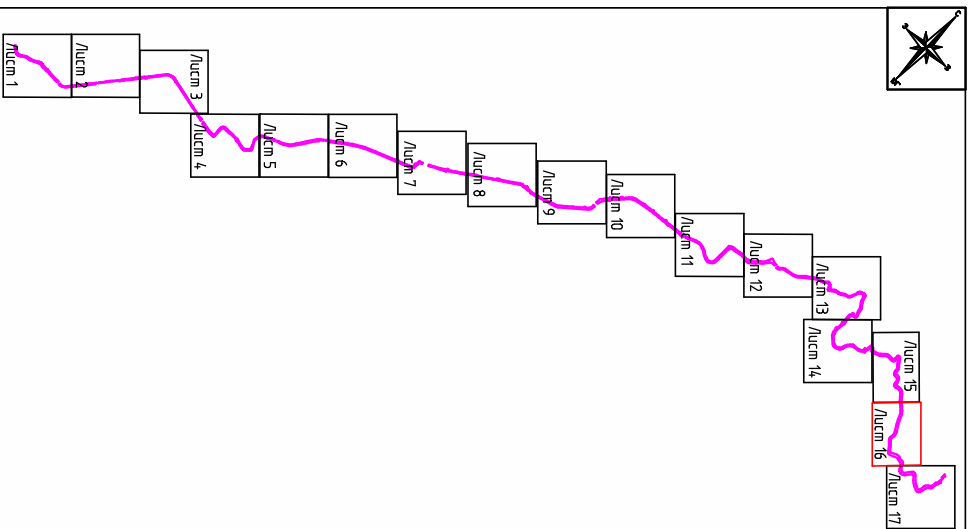 Лист 1
Лист 2
Лист 3
Лист 4
Лист 5
Лист 6
Лист 7
Лист 8
Лист 9
Лист 10
Лист 11
Лист 12
Лист 13
Лист 14
Лист 15
Лист 16
Лист 17